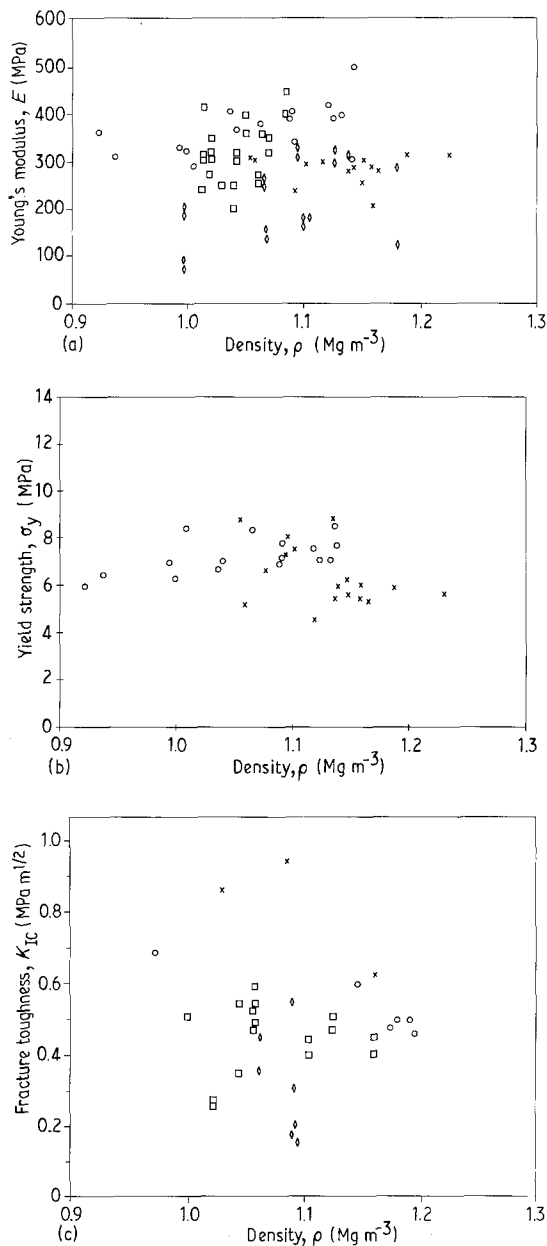 600
500
400
300
200
100
0
Young's modulus, E (MPa)
0.9 1.0 1.1 1.2 1.3
(a) Density, ρ (Mg m⁻³)
14
12
10
8
6
4
2
0
Yield strength, σy (MPa)
0.9 1.0 1.1 1.2 1.3
(b) Density, ρ (Mg m⁻³)
1.0
0.8
0.6
0.4
0.2
0
Fracture toughness, KIC (MPa m^1/2)
0.9 1.0 1.1 1.2 1.3
(c) Density, ρ (Mg m⁻³)